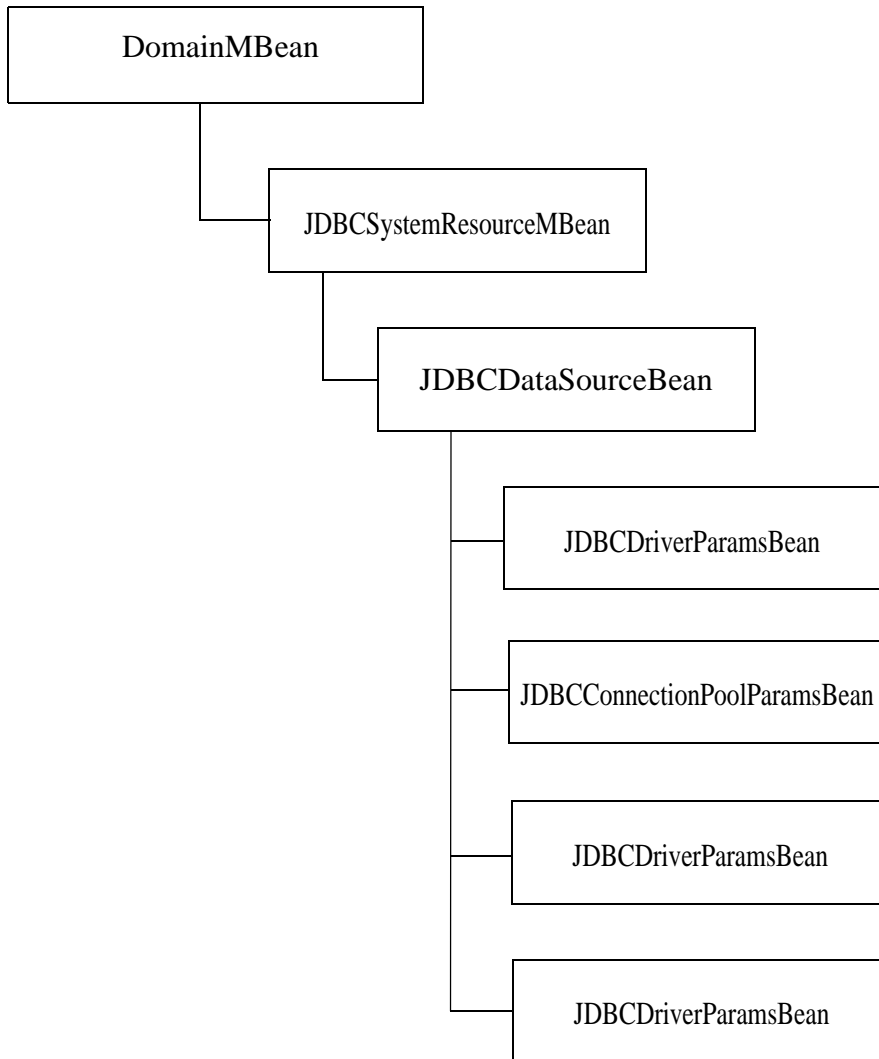 DomainMBean
JDBCSystemResourceMBean
JDBCDataSourceBean
JDBCDriverParamsBean
JDBCConnectionPoolParamsBean
JDBCDriverParamsBean
JDBCDriverParamsBean